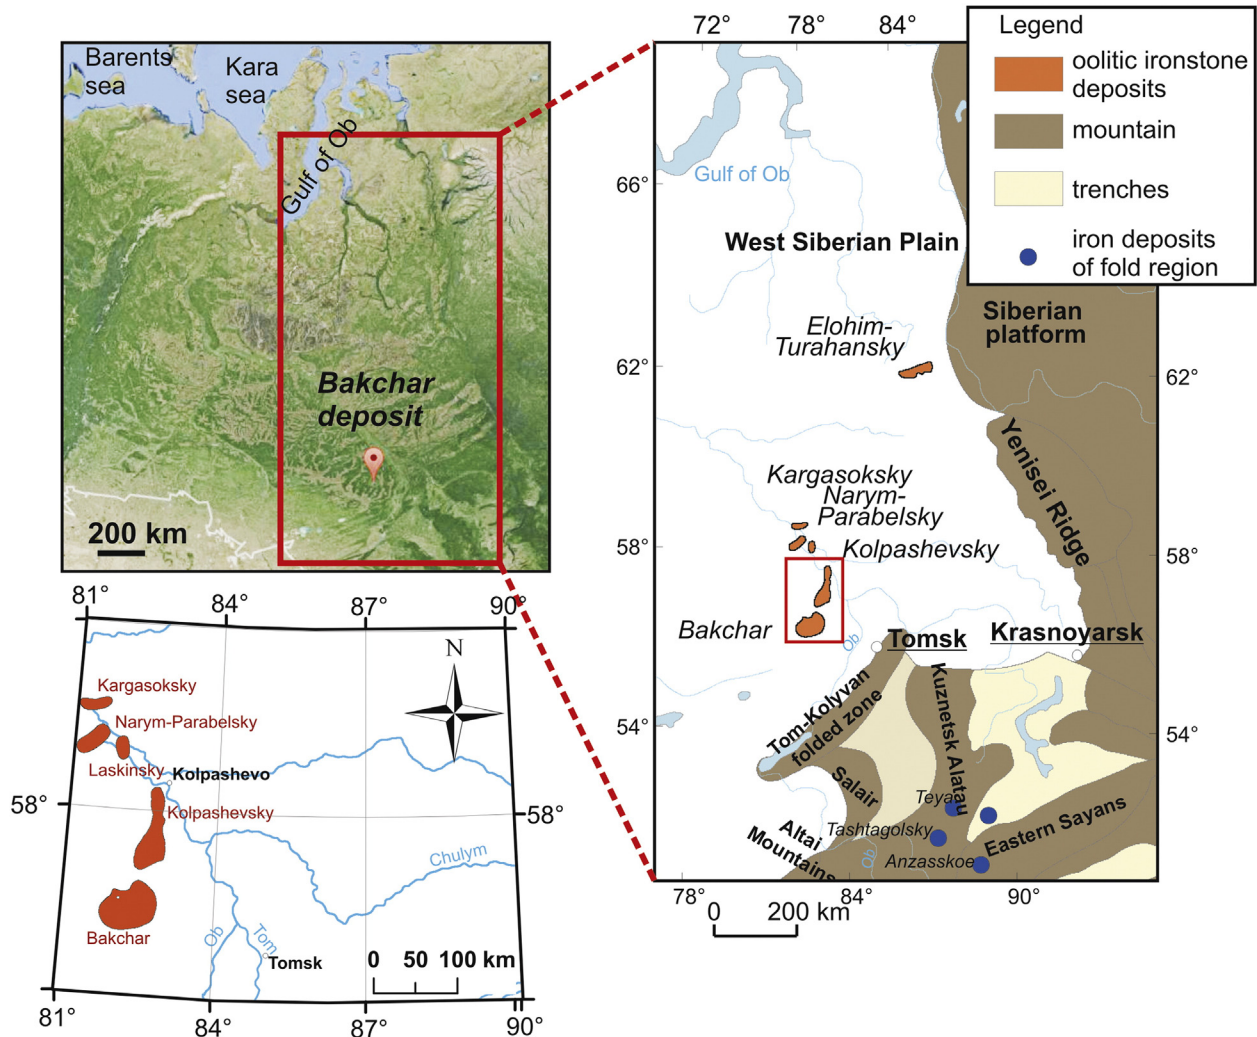 Barents
sea
Kara
sea
Gulf of Ob
Bakchar
deposit
200 km
72°
78°
84°
Legend
oolitic ironstone
deposits
mountain
trenches
iron deposits
of fold region
66°
Gulf of Ob
West Siberian Plain
Siberian
platform
Elohim-
Turahansky
62°
62°
Yenisei Ridge
Kargasoksky
Narym-
Parabelsky
58°
Kolpashevsky
58°
Bakchar
Ob
Tomsk
Krasnoyarsk
54°
Tom-Kolyvan
folded zone
Kuznetsk Alatau
54°
Salair
Teya
Altai
Mountains
Tashtagolsky
Ob
Anzasskoe
Eastern Sayans
78°
84°
90°
0
200 km
81°
84°
87°
90°
N
Kargasoksky
Narym-Parabelsky
Laskinsky
Kolpashevo
58°
Kolpashevsky
58°
Chulym
Bakchar
Ob
Tom
Tomsk
0
50
100 km
81°
84°
87°
90°